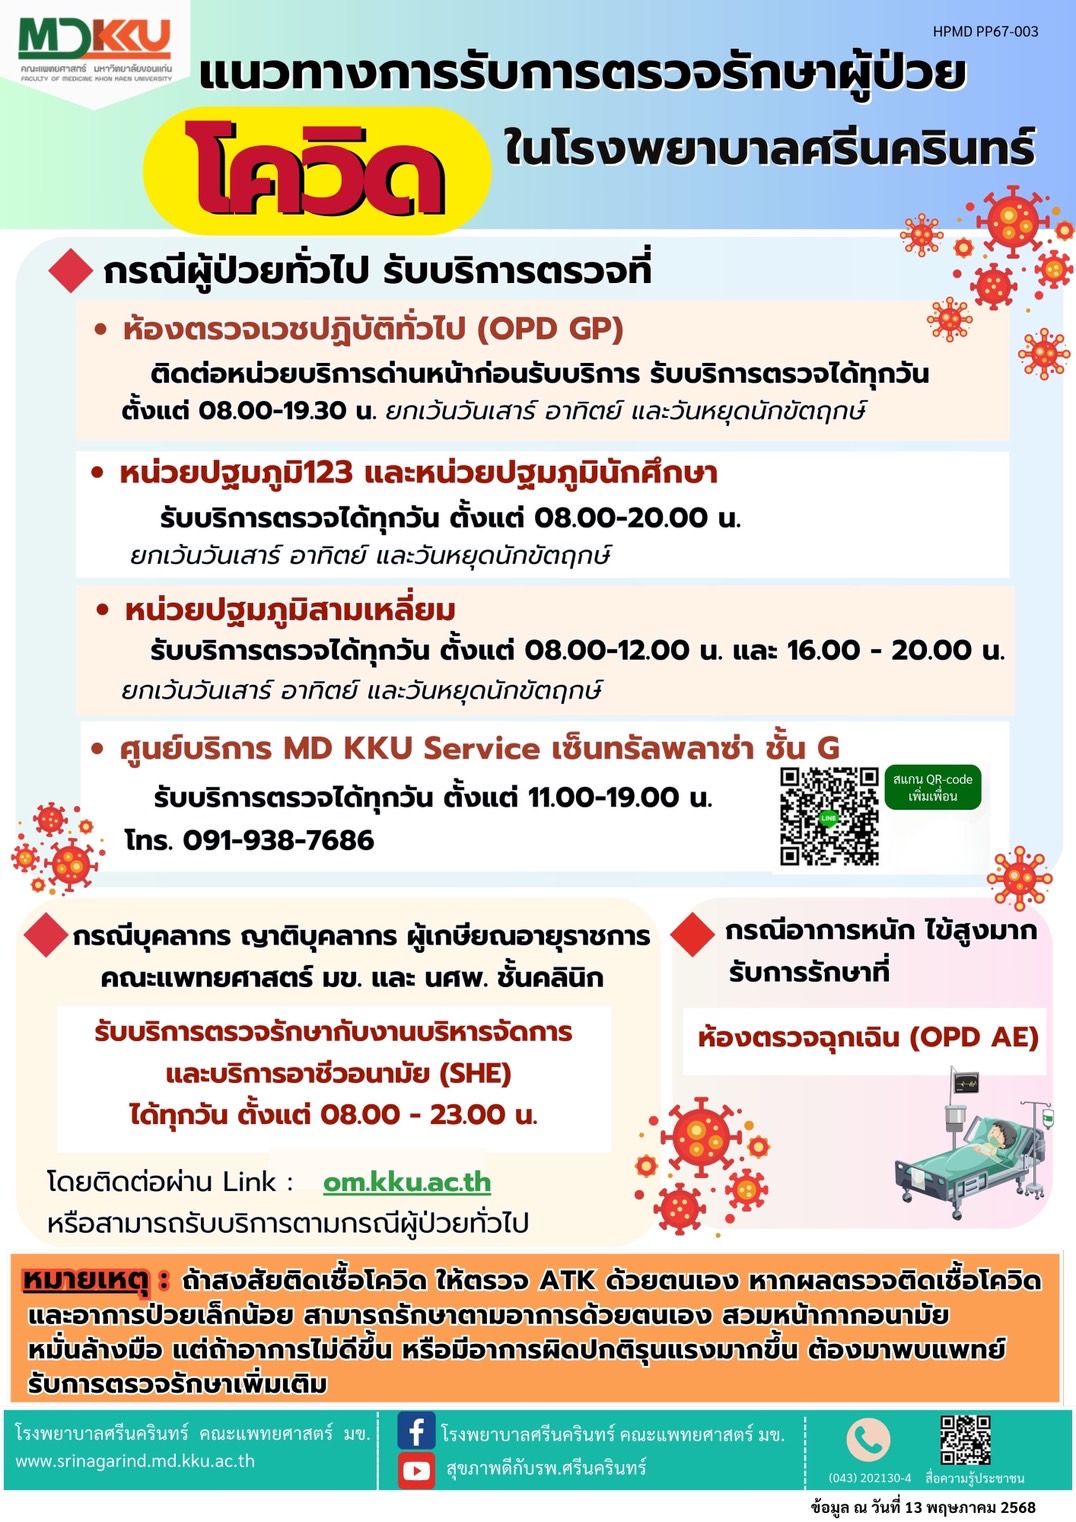 MDKKU
คณะแพทยศาสตร์ มหาวิทยาลัยขอนแก่น
FACULTY OF MEDICINE KHON KAEN UNIVERSITY
HPMD PP67-003
แนวทางการรับการตรวจรักษาผู้ป่วย
โควิด ในโรงพยาบาลศรีนครินทร์
กรณีผู้ป่วยทั่วไป รับบริการตรวจที่
• ห้องตรวจเวชปฏิบัติทั่วไป (OPD GP)
ติดต่อหน่วยบริการด่านหน้าก่อนรับบริการ รับบริการตรวจได้ทุกวัน
ตั้งแต่ 08.00-19.30 น. ยกเว้นวันเสาร์ อาทิตย์ และวันหยุดนักขัตฤกษ์
• หน่วยปฐมภูมิ123 และหน่วยปฐมภูมินักศึกษา
รับบริการตรวจได้ทุกวัน ตั้งแต่ 08.00-20.00 น.
ยกเว้นวันเสาร์ อาทิตย์ และวันหยุดนักขัตฤกษ์
• หน่วยปฐมภูมิสามเหลี่ยม
รับบริการตรวจได้ทุกวัน ตั้งแต่ 08.00-12.00 น. และ 16.00 - 20.00 น.
ยกเว้นวันเสาร์ อาทิตย์ และวันหยุดนักขัตฤกษ์
• ศูนย์บริการ MD KKU Service เซ็นทรัลพลาซ่า ชั้น G
รับบริการตรวจได้ทุกวัน ตั้งแต่ 11.00-19.00 น.
โทร. 091-938-7686
LINE
สแกน QR-code
เพิ่มเพื่อน
กรณีบุคลากร ญาติบุคลากร ผู้เกษียณอายุราชการ
คณะแพทยศาสตร์ มข. และ นศพ. ชั้นคลินิก
รับบริการตรวจรักษากับงานบริหารจัดการ
และบริการอาชีวอนามัย (SHE)
ได้ทุกวัน ตั้งแต่ 08.00 - 23.00 น.
โดยติดต่อผ่าน Link : om.kku.ac.th
หรือสามารถรับบริการตามกรณีผู้ป่วยทั่วไป
กรณีอาการหนัก ไข้สูงมาก
รับการรักษาที่
ห้องตรวจฉุกเฉิน (OPD AE)
หมายเหตุ : ถ้าสงสัยติดเชื้อโควิด ให้ตรวจ ATK ด้วยตนเอง หากผลตรวจติดเชื้อโควิด
และอาการป่วยเล็กน้อย สามารถรักษาตามอาการด้วยตนเอง สวมหน้ากากอนามัย
หมั่นล้างมือ แต่ถ้าอาการไม่ดีขึ้น หรือมีอาการผิดปกติรุนแรงมากขึ้น ต้องมาพบแพทย์
รับการตรวจรักษาเพิ่มเติม
โรงพยาบาลศรีนครินทร์ คณะแพทยศาสตร์ มข.
www.srinagarind.md.kku.ac.th
โรงพยาบาลศรีนครินทร์ คณะแพทยศาสตร์ มข.
สุขภาพดีกับรพ.ศรีนครินทร์
(043) 202130-4
สื่อความรู้ประชาชน
ข้อมูล ณ วันที่ 13 พฤษภาคม 2568